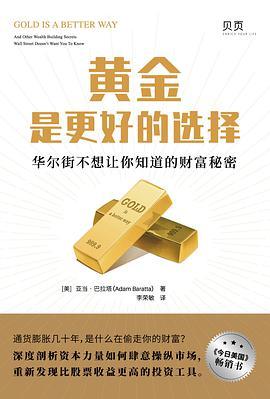 GOLD IS A BETTER WAY
And Other Wealth Building Secrets
Wall Street Doesn't Want You To Know
贝页
ENRICH YOUR LIFE
黄金
是更好的选择
华尔街不想让你知道的财富秘密
GOLD
is
a better way
999.9
[美] 亚当·巴拉塔(Adam Baratta) 著
李荣敏 译
通货膨胀几十年,是什么在偷走你的财富?
深度剖析资本力量如何肆意操纵市场,
重新发现比股票收益更高的投资工具。
《今日美国》
畅销书